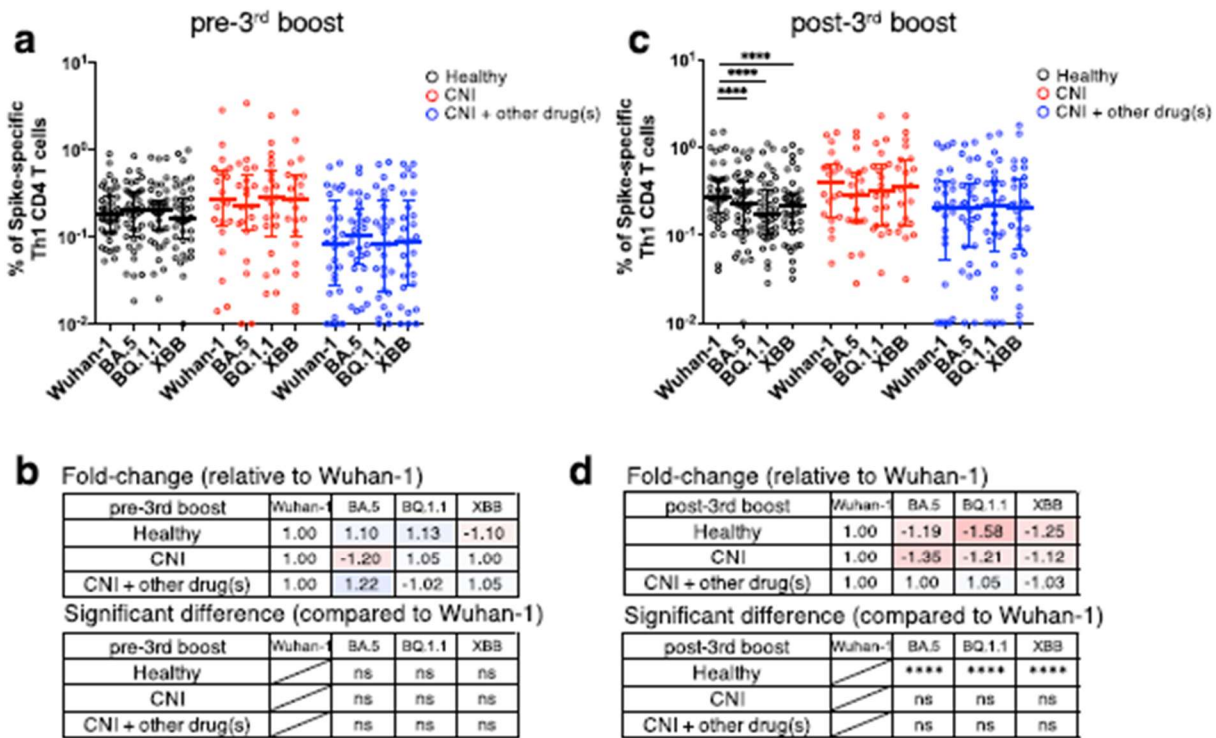 pre-3rd boost
a
10¹
10⁰
10⁻¹
10⁻²
% of Spike-specific
Th1 CD4 T cells
Healthy
CNI
CNI + other drug(s)
Wuhan-1 BA.5 BQ.1.1 XBB Wuhan-1 BA.5 BQ.1.1 XBB Wuhan-1 BA.5 BQ.1.1 XBB
post-3rd boost
c
****
****
****
10¹
10⁰
10⁻¹
10⁻²
% of Spike-specific
Th1 CD4 T cells
Healthy
CNI
CNI + other drug(s)
Wuhan-1 BA.5 BQ.1.1 XBB Wuhan-1 BA.5 BQ.1.1 XBB Wuhan-1 BA.5 BQ.1.1 XBB
b
Fold-change (relative to Wuhan-1)
pre-3rd boost Wuhan-1 BA.5 BQ.1.1 XBB
Healthy 1.00 1.10 1.13 -1.10
CNI 1.00 -1.20 1.05 1.00
CNI + other drug(s) 1.00 1.22 -1.02 1.05
Significant difference (compared to Wuhan-1)
pre-3rd boost Wuhan-1 BA.5 BQ.1.1 XBB
Healthy ns ns ns
CNI ns ns ns
CNI + other drug(s) ns ns ns
d
Fold-change (relative to Wuhan-1)
post-3rd boost Wuhan-1 BA.5 BQ.1.1 XBB
Healthy 1.00 -1.19 -1.58 -1.25
CNI 1.00 -1.35 -1.21 -1.12
CNI + other drug(s) 1.00 1.00 1.05 -1.03
Significant difference (compared to Wuhan-1)
post-3rd boost Wuhan-1 BA.5 BQ.1.1 XBB
Healthy **** **** ****
CNI ns ns ns
CNI + other drug(s) ns ns ns